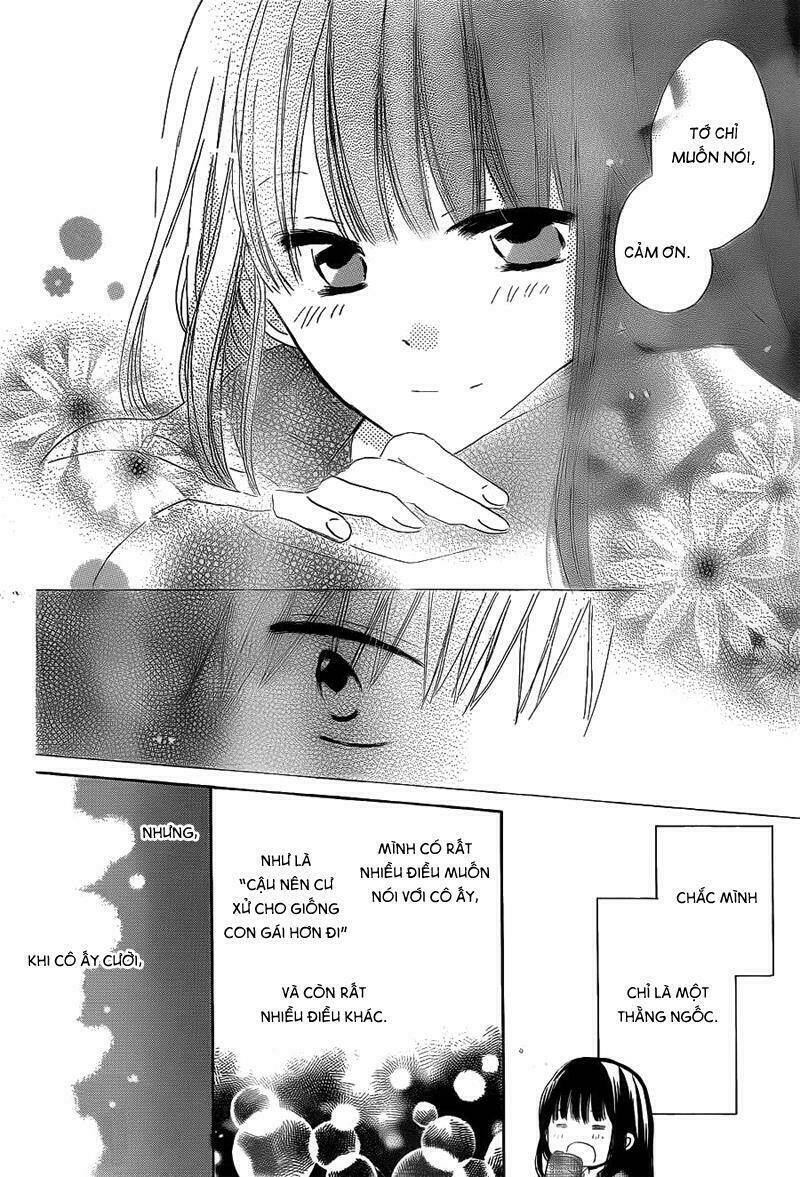 TỚ CHỈ
MUỐN NÓI,
CẢM ƠN.
CHẮC MÌNH
CHỈ LÀ MỘT
THẰNG NGỐC.
MÌNH CÓ RẤT
NHIỀU ĐIỀU MUỐN
NÓI VỚI CÔ ẤY,
NHƯ LÀ
"CẬU NÊN CƯ
XỬ CHO GIỐNG
CON GÁI HƠN ĐI"
VÀ CÒN RẤT
NHIỀU ĐIỀU KHÁC.
NHƯNG,
KHI CÔ ẤY CƯỜI,